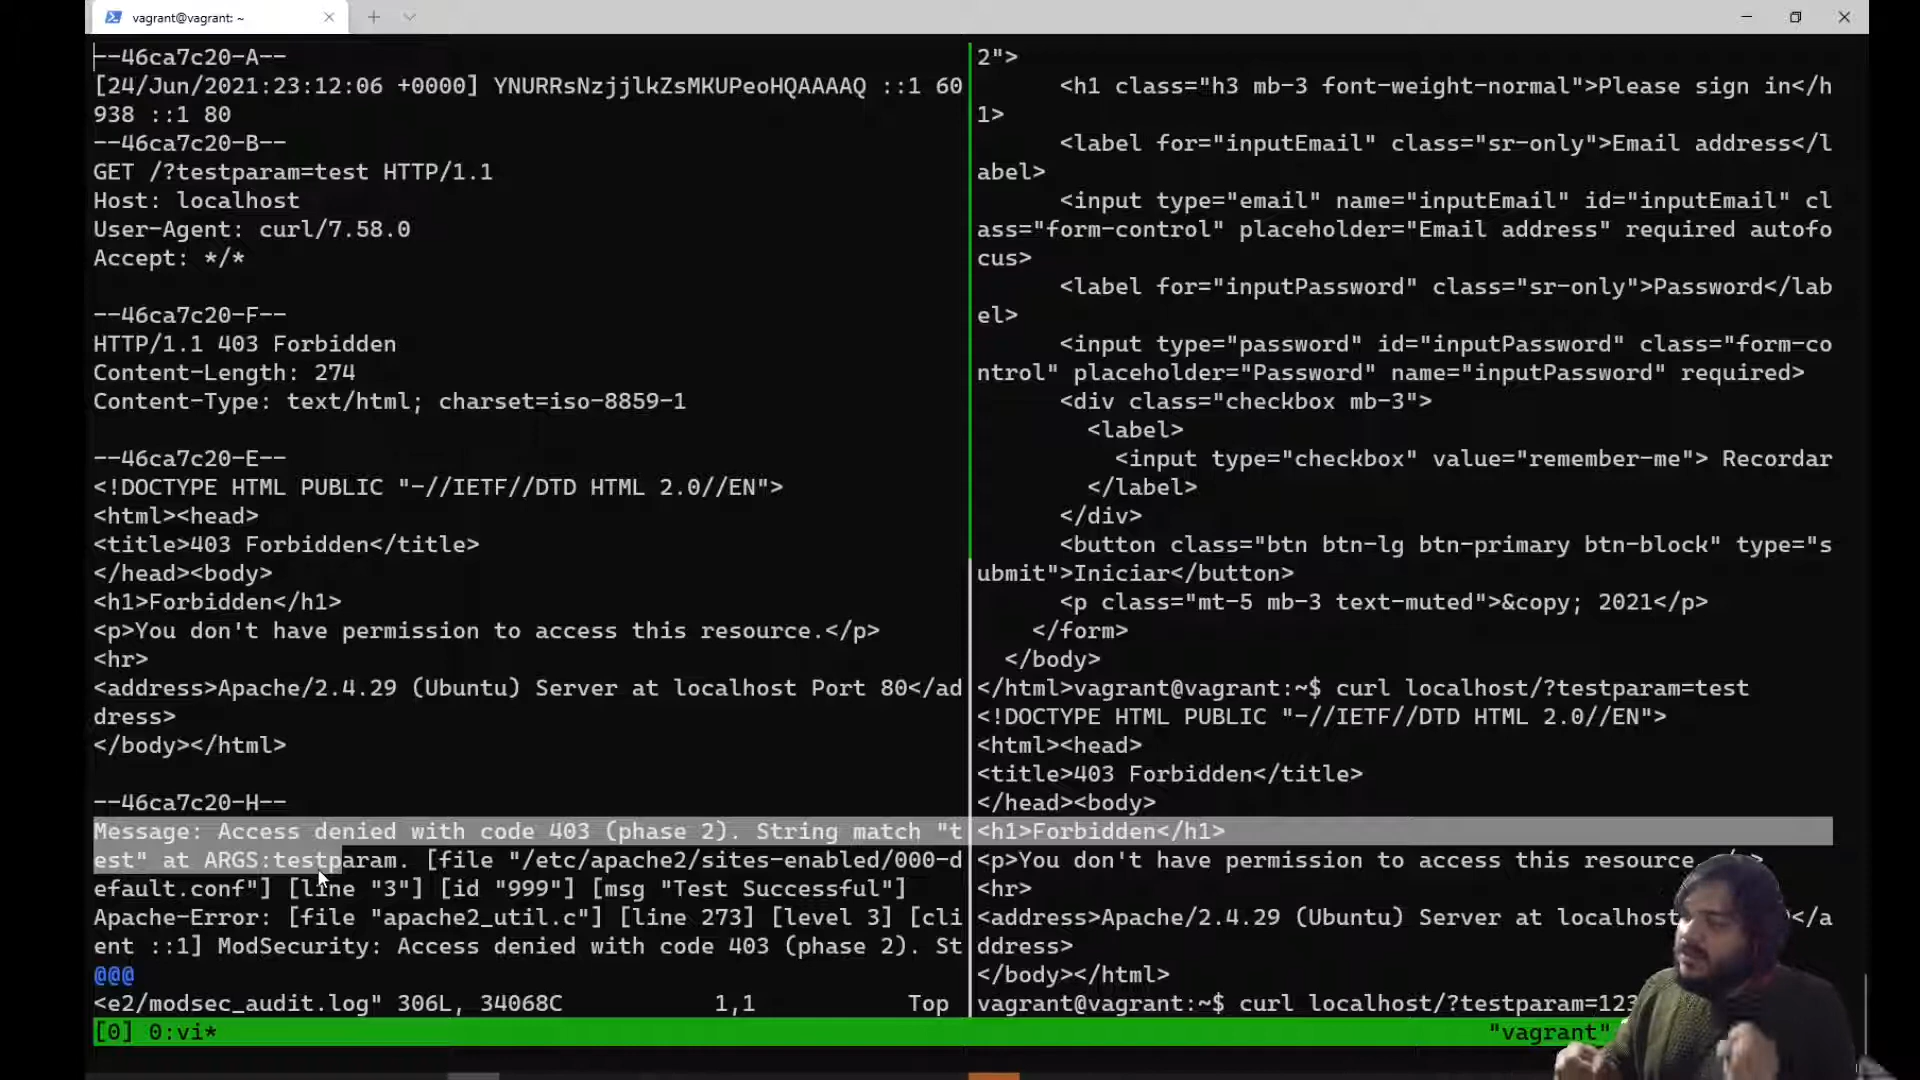 vagrant@vagrant: ~
--46ca7c20-A--
[24/Jun/2021:23:12:06 +0000] YNURRsNzjjlkZsMKUPeoHQAAAAQ ::1 60
938 ::1 80
--46ca7c20-B--
GET /?testparam=test HTTP/1.1
Host: localhost
User-Agent: curl/7.58.0
Accept: */*
--46ca7c20-F--
HTTP/1.1 403 Forbidden
Content-Length: 274
Content-Type: text/html; charset=iso-8859-1
--46ca7c20-E--
<!DOCTYPE HTML PUBLIC "-//IETF//DTD HTML 2.0//EN">
<html><head>
<title>403 Forbidden</title>
</head><body>
<h1>Forbidden</h1>
<p>You don't have permission to access this resource.</p>
<hr>
<address>Apache/2.4.29 (Ubuntu) Server at localhost Port 80</ad
dress>
</body></html>
--46ca7c20-H--
Message: Access denied with code 403 (phase 2). String match "t
est" at ARGS:testparam. [file "/etc/apache2/sites-enabled/000-d
efault.conf"] [line "3"] [id "999"] [msg "Test Successful"]
Apache-Error: [file "apache2_util.c"] [line 273] [level 3] [cli
ent ::1] ModSecurity: Access denied with code 403 (phase 2). St
@@@
<e2/modsec_audit.log" 306L, 34068C 1,1 Top
2">
<h1 class="h3 mb-3 font-weight-normal">Please sign in</h
1>
<label for="inputEmail" class="sr-only">Email address</l
abel>
<input type="email" name="inputEmail" id="inputEmail" cl
ass="form-control" placeholder="Email address" required autofo
cus>
<label for="inputPassword" class="sr-only">Password</lab
el>
<input type="password" id="inputPassword" class="form-co
ntrol" placeholder="Password" name="inputPassword" required>
<div class="checkbox mb-3">
<label>
<input type="checkbox" value="remember-me"> Recordar
</label>
</div>
<button class="btn btn-lg btn-primary btn-block" type="s
ubmit">Iniciar</button>
<p class="mt-5 mb-3 text-muted">&copy; 2021</p>
</form>
</body>
</html>vagrant@vagrant:~$ curl localhost/?testparam=test
<!DOCTYPE HTML PUBLIC "-//IETF//DTD HTML 2.0//EN">
<html><head>
<title>403 Forbidden</title>
</head><body>
<h1>Forbidden</h1>
<p>You don't have permission to access this resource.
<hr>
<address>Apache/2.4.29 (Ubuntu) Server at localhost </a
ddress>
</body></html>
vagrant@vagrant:~$ curl localhost/?testparam=123
[0] 0:vi* "vagrant"